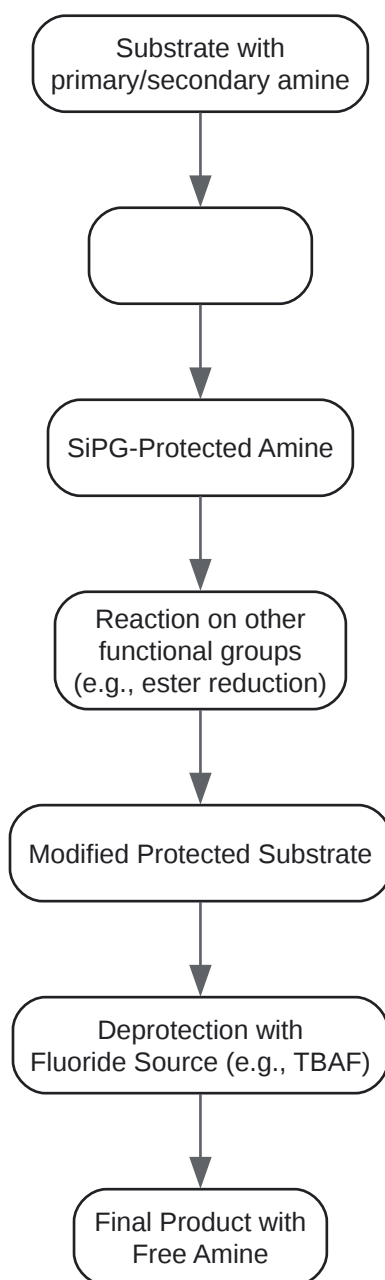 Substrate with
primary/secondary amine
SiPG-Protected Amine
Reaction on other
functional groups
(e.g., ester reduction)
Modified Protected Substrate
Deprotection with
Fluoride Source (e.g., TBAF)
Final Product with
Free Amine